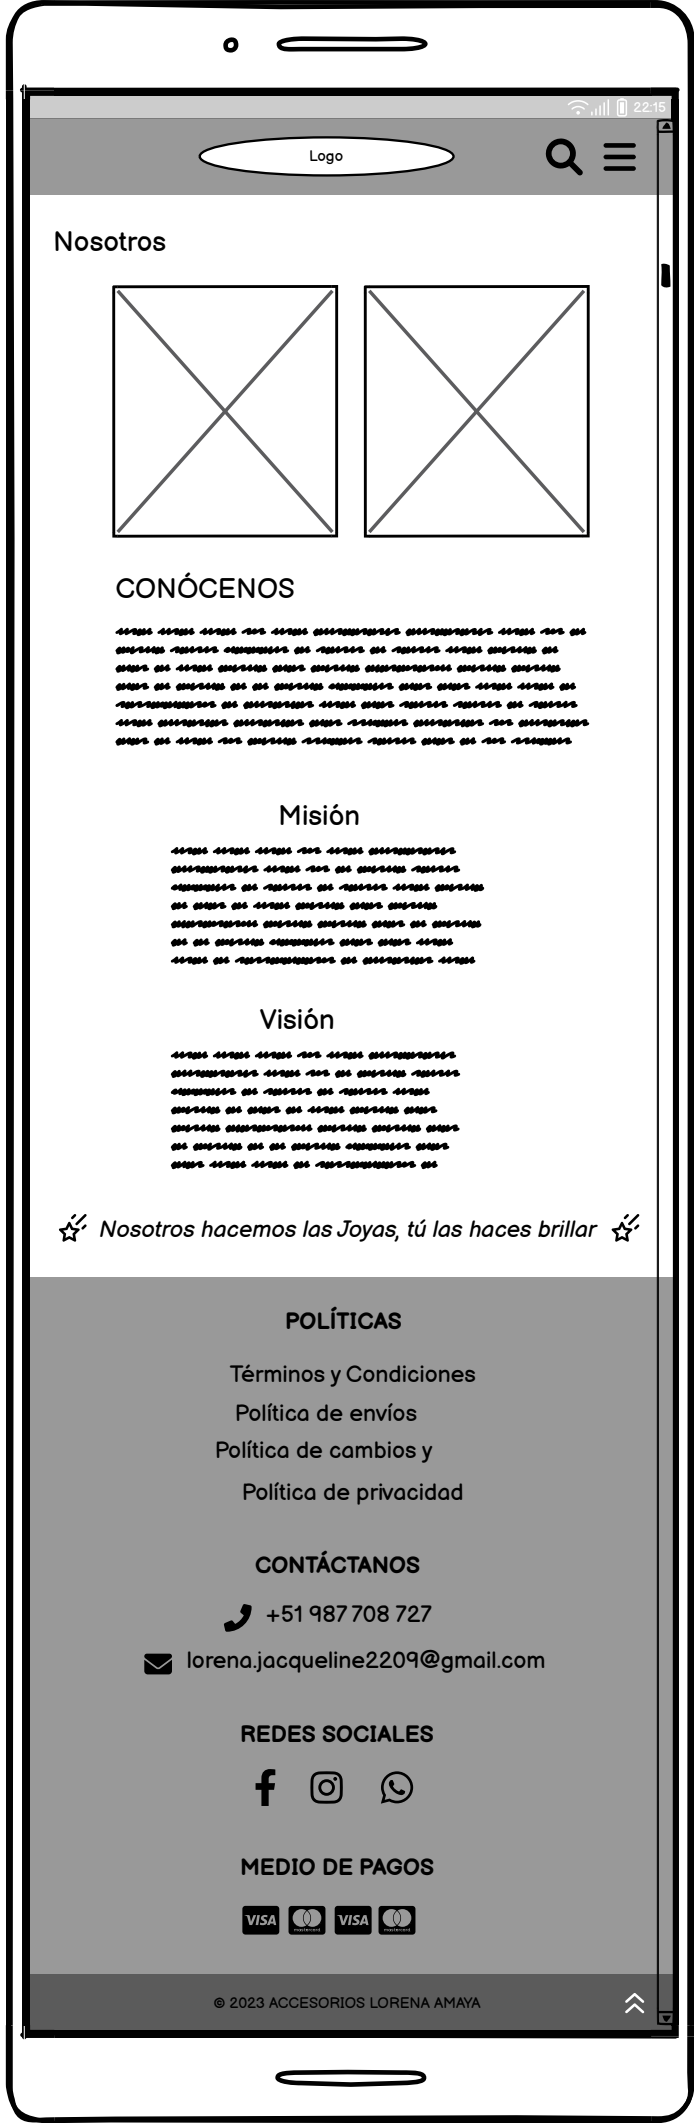 22:15
Logo
Nosotros
CONÓCENOS
Misión
Visión
Nosotros hacemos las Joyas, tú las haces brillar
POLÍTICAS
Términos y Condiciones
Política de envíos
Política de cambios y
Política de privacidad
CONTÁCTANOS
+51 987 708 727
lorena.jacqueline2209@gmail.com
REDES SOCIALES
MEDIO DE PAGOS
VISA mastercard VISA mastercard
© 2023 ACCESORIOS LORENA AMAYA